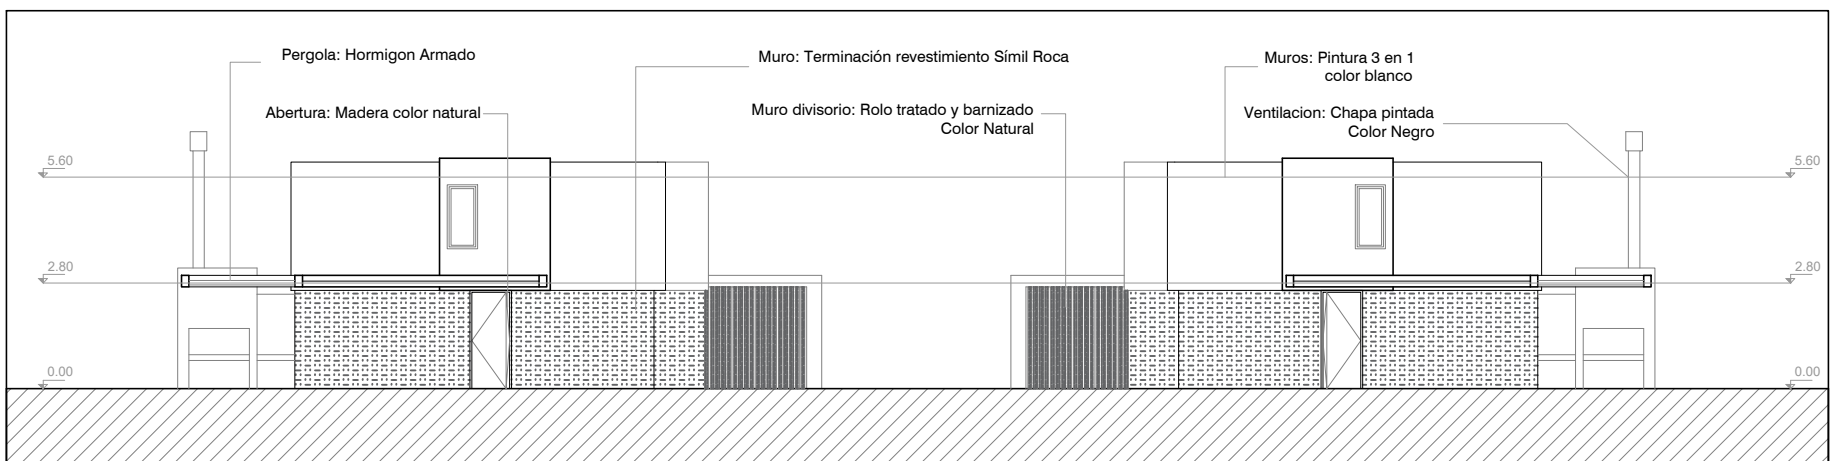 Pergola: Hormigon Armado
Muro: Terminación revestimiento Símil Roca
Muros: Pintura 3 en 1
color blanco
Abertura: Madera color natural
Muro divisorio: Rolo tratado y barnizado
Color Natural
Ventilacion: Chapa pintada
Color Negro
5.60
5.60
2.80
2.80
0.00
0.00